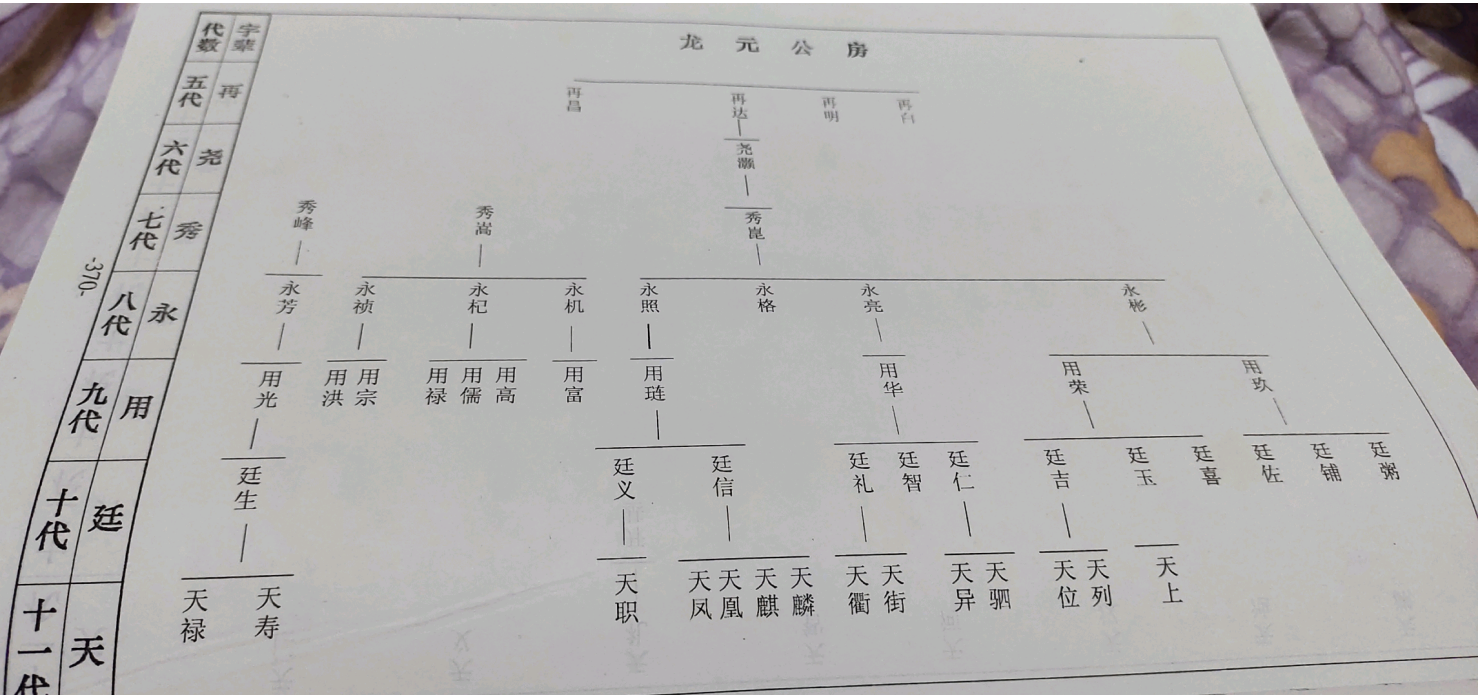 龙元公房
字辈 再 尧 秀 永 用 廷 天
代数 五代 六代 七代 八代 九代 十代 十一代
再昌 再达 再明
尧灏
秀峰 秀嵩 秀崑
永芳 永祯 永杞 永机 永照 永格 永亮 永彬
用光 用洪 用宗 用禄 用儒 用高 用富 用琏 用华 用荣 用玖
廷生 廷义 廷信 廷礼 廷智 廷仁 廷吉 廷玉 廷喜 廷佐 廷铺 廷粥
天禄 天寿 天职 天凤 天凰 天麒 天麟 天衢 天街 天异 天驷 天位 天列 天上
-370-